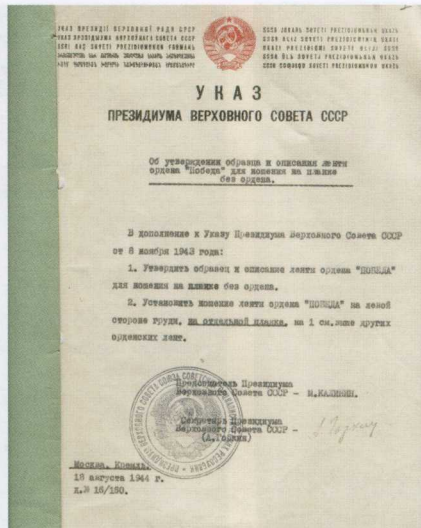 УКАЗ
ПРЕЗИДИУМА ВЕРХОВНОГО СОВЕТА СССР
Об утверждении образца и описания ленты
ордена "Победа" для ношения на планке
без ордена.
В дополнение к Указу Президиума Верховного Совета СССР
от 8 ноября 1943 года:
1. Утвердить образец и описание ленты ордена "ПОБЕДА"
для ношения на планке без ордена.
2. Установить ношение ленты ордена "ПОБЕДА" на левой
стороне груди, на отдельной планке, на 1 см.выше других
орденских лент.
Председатель Президиума
Верховного Совета СССР - М.КАЛИНИН.
Секретарь Президиума
Верховного Совета СССР -
(А.Горкин)
Москва, Кремль.
18 августа 1944 г.
д.№ 16/180.